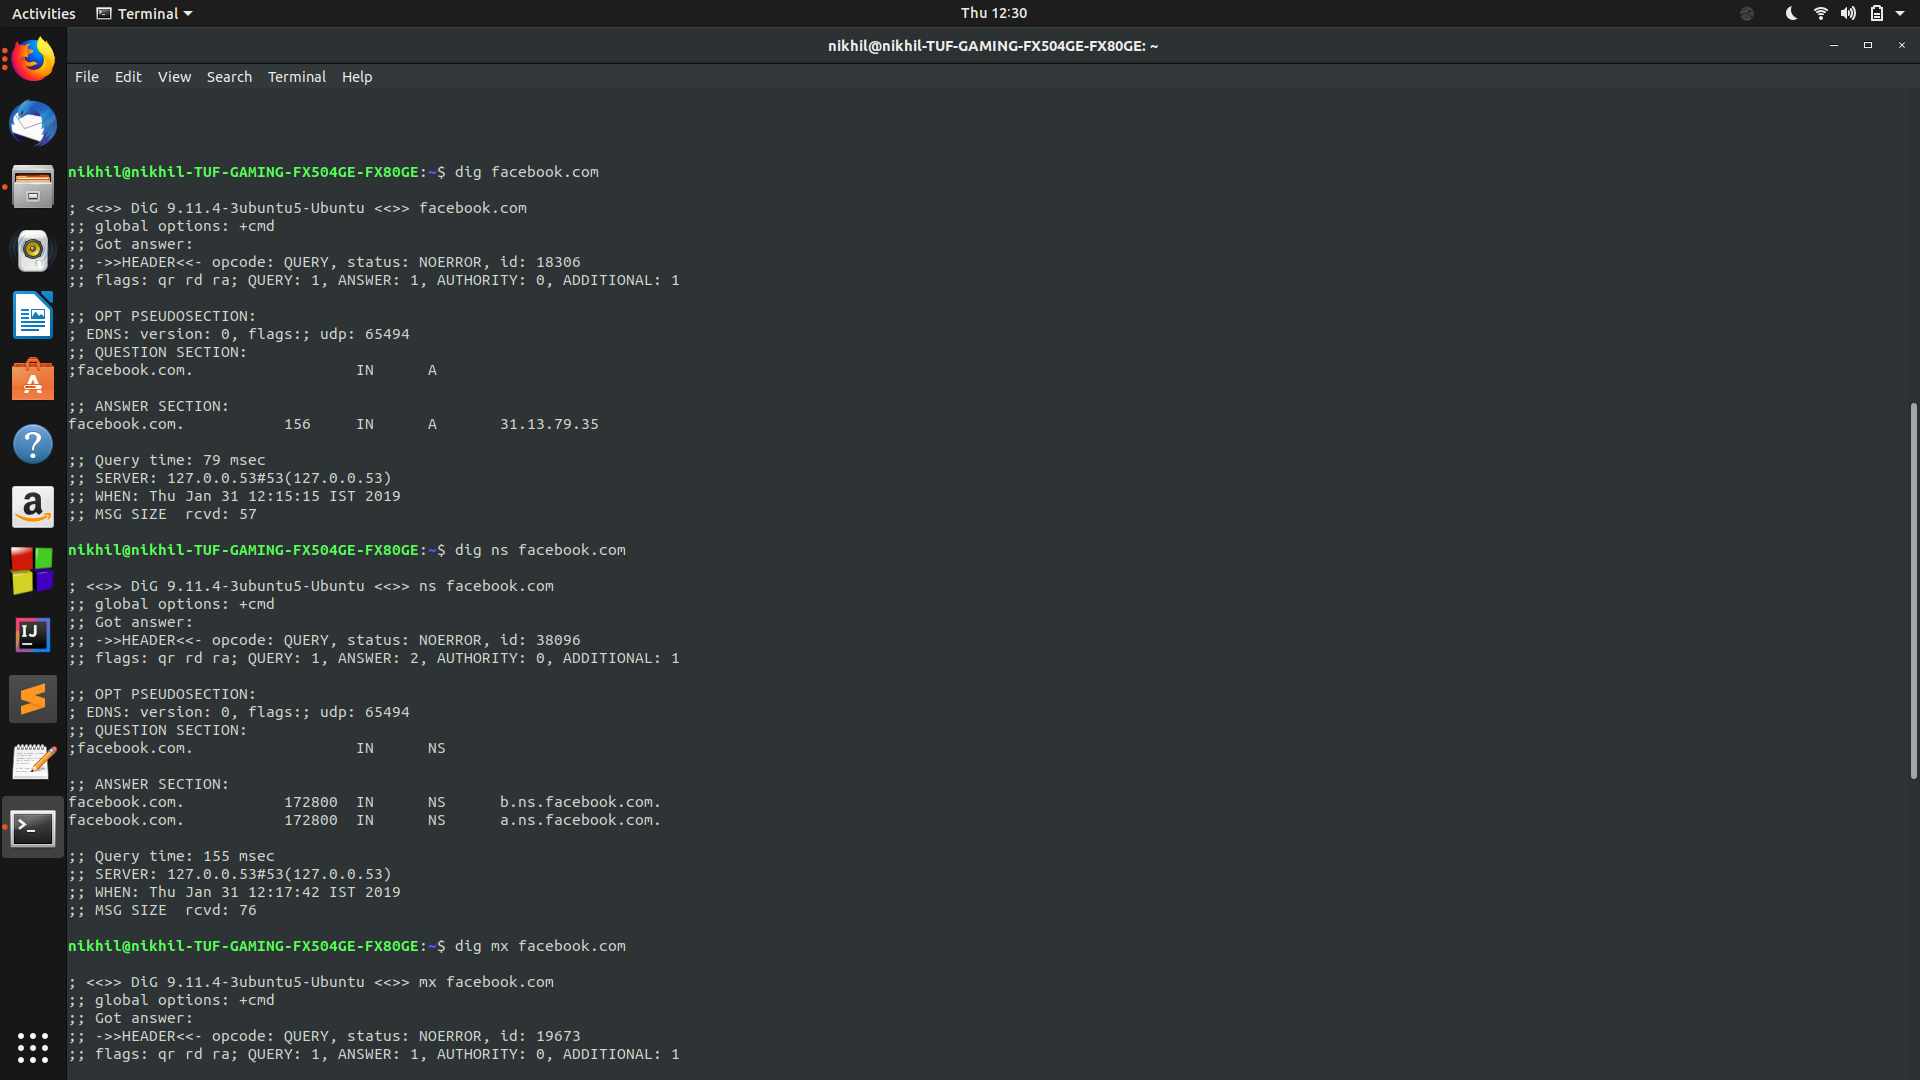 Activities Terminal Thu 12:30
nikhil@nikhil-TUF-GAMING-FX504GE-FX80GE: ~
File Edit View Search Terminal Help
nikhil@nikhil-TUF-GAMING-FX504GE-FX80GE:~$ dig facebook.com
; <<>> DiG 9.11.4-3ubuntu5-Ubuntu <<>> facebook.com
;; global options: +cmd
;; Got answer:
;; ->>HEADER<<- opcode: QUERY, status: NOERROR, id: 18306
;; flags: qr rd ra; QUERY: 1, ANSWER: 1, AUTHORITY: 0, ADDITIONAL: 1
;; OPT PSEUDOSECTION:
; EDNS: version: 0, flags:; udp: 65494
;; QUESTION SECTION:
;facebook.com. IN A
;; ANSWER SECTION:
facebook.com. 156 IN A 31.13.79.35
;; Query time: 79 msec
;; SERVER: 127.0.0.53#53(127.0.0.53)
;; WHEN: Thu Jan 31 12:15:15 IST 2019
;; MSG SIZE rcvd: 57
nikhil@nikhil-TUF-GAMING-FX504GE-FX80GE:~$ dig ns facebook.com
; <<>> DiG 9.11.4-3ubuntu5-Ubuntu <<>> ns facebook.com
;; global options: +cmd
;; Got answer:
;; ->>HEADER<<- opcode: QUERY, status: NOERROR, id: 38096
;; flags: qr rd ra; QUERY: 1, ANSWER: 2, AUTHORITY: 0, ADDITIONAL: 1
;; OPT PSEUDOSECTION:
; EDNS: version: 0, flags:; udp: 65494
;; QUESTION SECTION:
;facebook.com. IN NS
;; ANSWER SECTION:
facebook.com. 172800 IN NS b.ns.facebook.com.
facebook.com. 172800 IN NS a.ns.facebook.com.
;; Query time: 155 msec
;; SERVER: 127.0.0.53#53(127.0.0.53)
;; WHEN: Thu Jan 31 12:17:42 IST 2019
;; MSG SIZE rcvd: 76
nikhil@nikhil-TUF-GAMING-FX504GE-FX80GE:~$ dig mx facebook.com
; <<>> DiG 9.11.4-3ubuntu5-Ubuntu <<>> mx facebook.com
;; global options: +cmd
;; Got answer:
;; ->>HEADER<<- opcode: QUERY, status: NOERROR, id: 19673
;; flags: qr rd ra; QUERY: 1, ANSWER: 1, AUTHORITY: 0, ADDITIONAL: 1